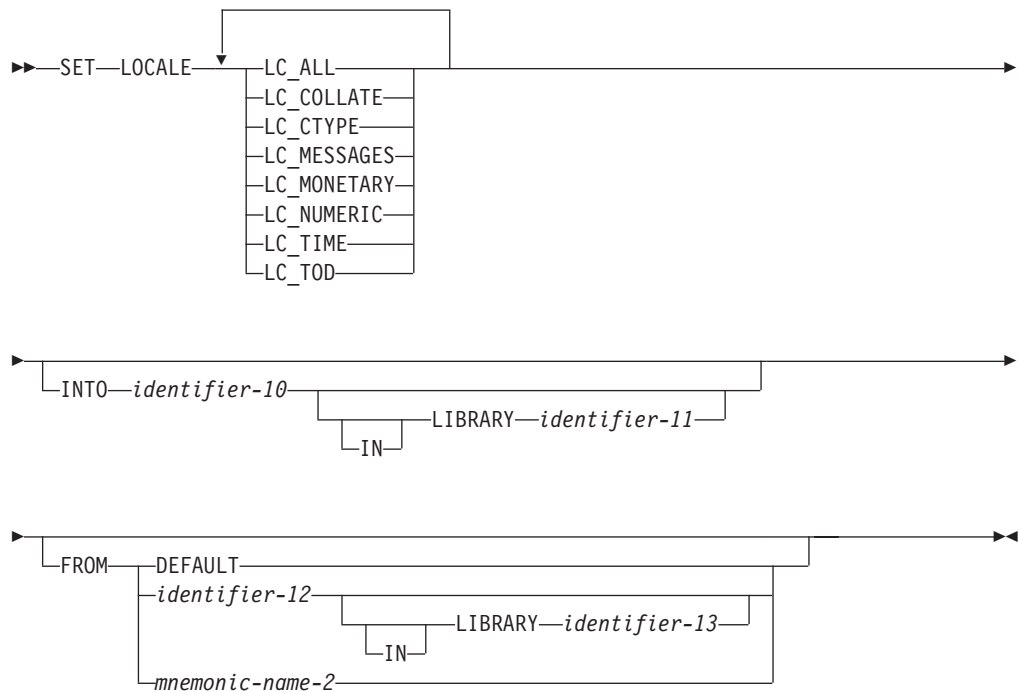 SET LOCALE LC_ALL
LC_COLLATE
LC_CTYPE
LC_MESSAGES
LC_MONETARY
LC_NUMERIC
LC_TIME
LC_TOD
INTO identifier-10
LIBRARY identifier-11
IN
FROM DEFAULT
identifier-12
LIBRARY identifier-13
IN
mnemonic-name-2